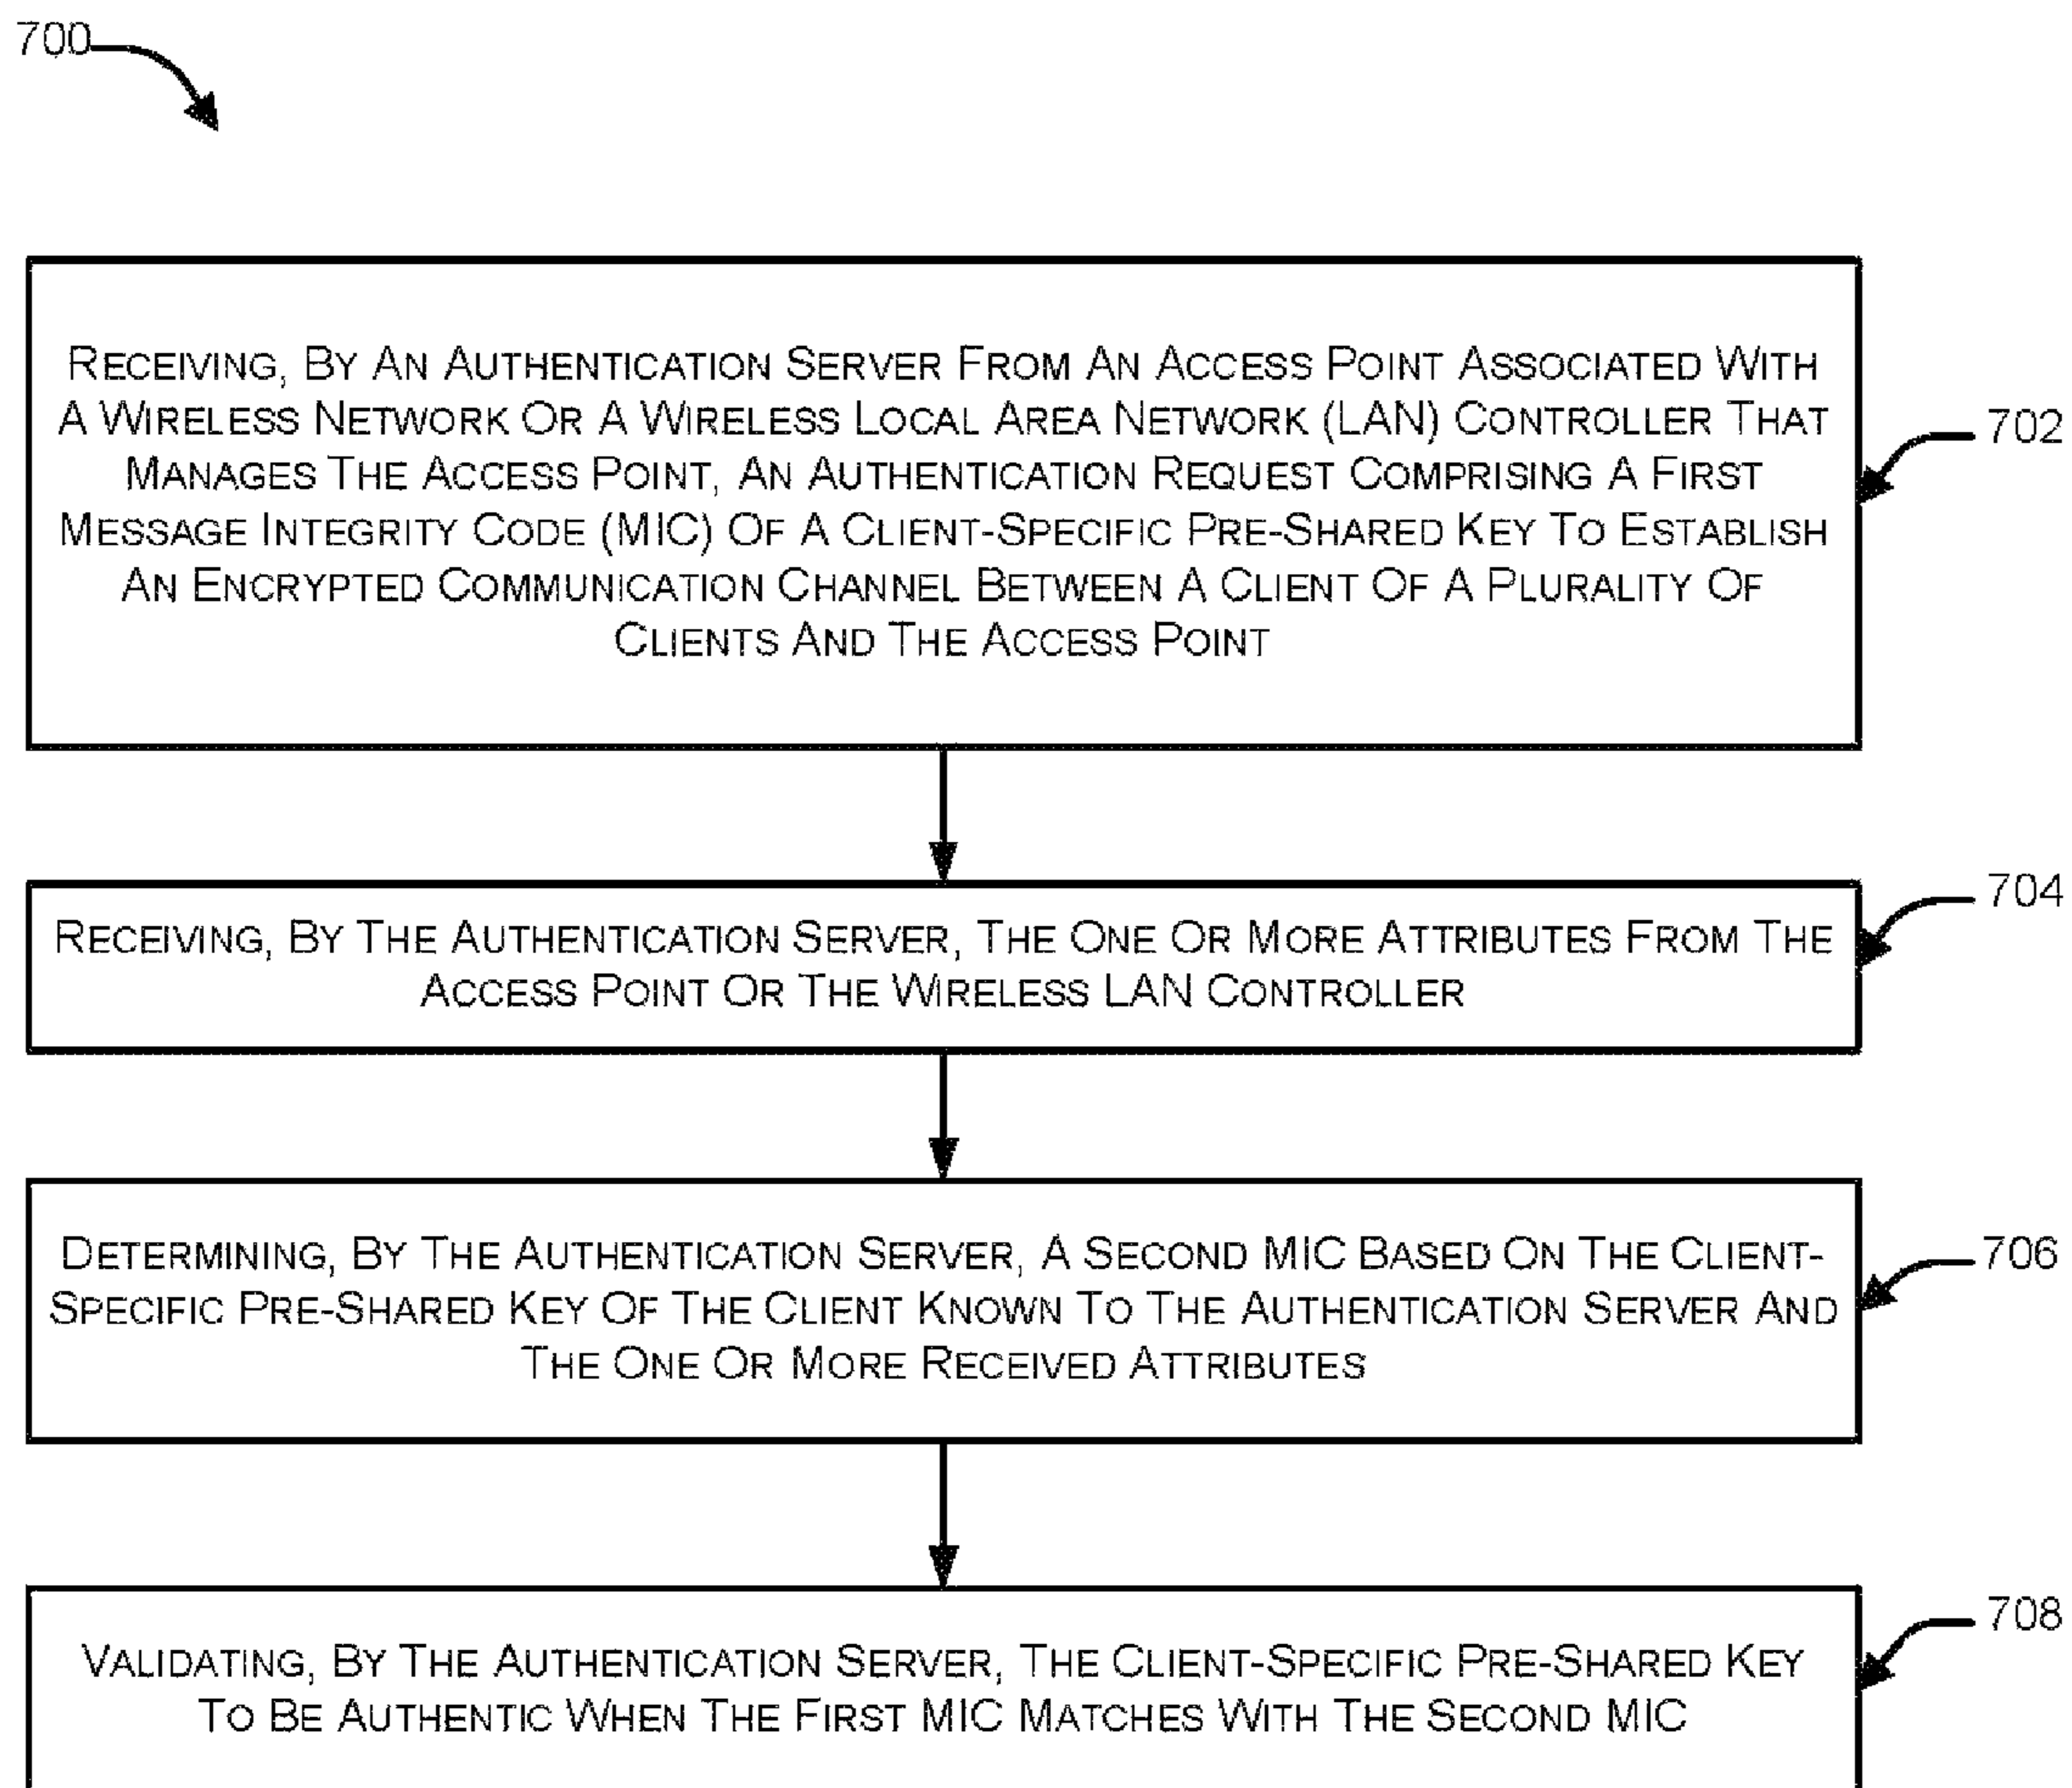 700
RECEIVING, BY AN AUTHENTICATION SERVER FROM AN ACCESS POINT ASSOCIATED WITH
A WIRELESS NETWORK OR A WIRELESS LOCAL AREA NETWORK (LAN) CONTROLLER THAT
MANAGES THE ACCESS POINT, AN AUTHENTICATION REQUEST COMPRISING A FIRST
MESSAGE INTEGRITY CODE (MIC) OF A CLIENT-SPECIFIC PRE-SHARED KEY TO ESTABLISH
AN ENCRYPTED COMMUNICATION CHANNEL BETWEEN A CLIENT OF A PLURALITY OF
CLIENTS AND THE ACCESS POINT
702
RECEIVING, BY THE AUTHENTICATION SERVER, THE ONE OR MORE ATTRIBUTES FROM THE
ACCESS POINT OR THE WIRELESS LAN CONTROLLER
704
DETERMINING, BY THE AUTHENTICATION SERVER, A SECOND MIC BASED ON THE CLIENT-
SPECIFIC PRE-SHARED KEY OF THE CLIENT KNOWN TO THE AUTHENTICATION SERVER AND
THE ONE OR MORE RECEIVED ATTRIBUTES
706
VALIDATING, BY THE AUTHENTICATION SERVER, THE CLIENT-SPECIFIC PRE-SHARED KEY
TO BE AUTHENTIC WHEN THE FIRST MIC MATCHES WITH THE SECOND MIC
708